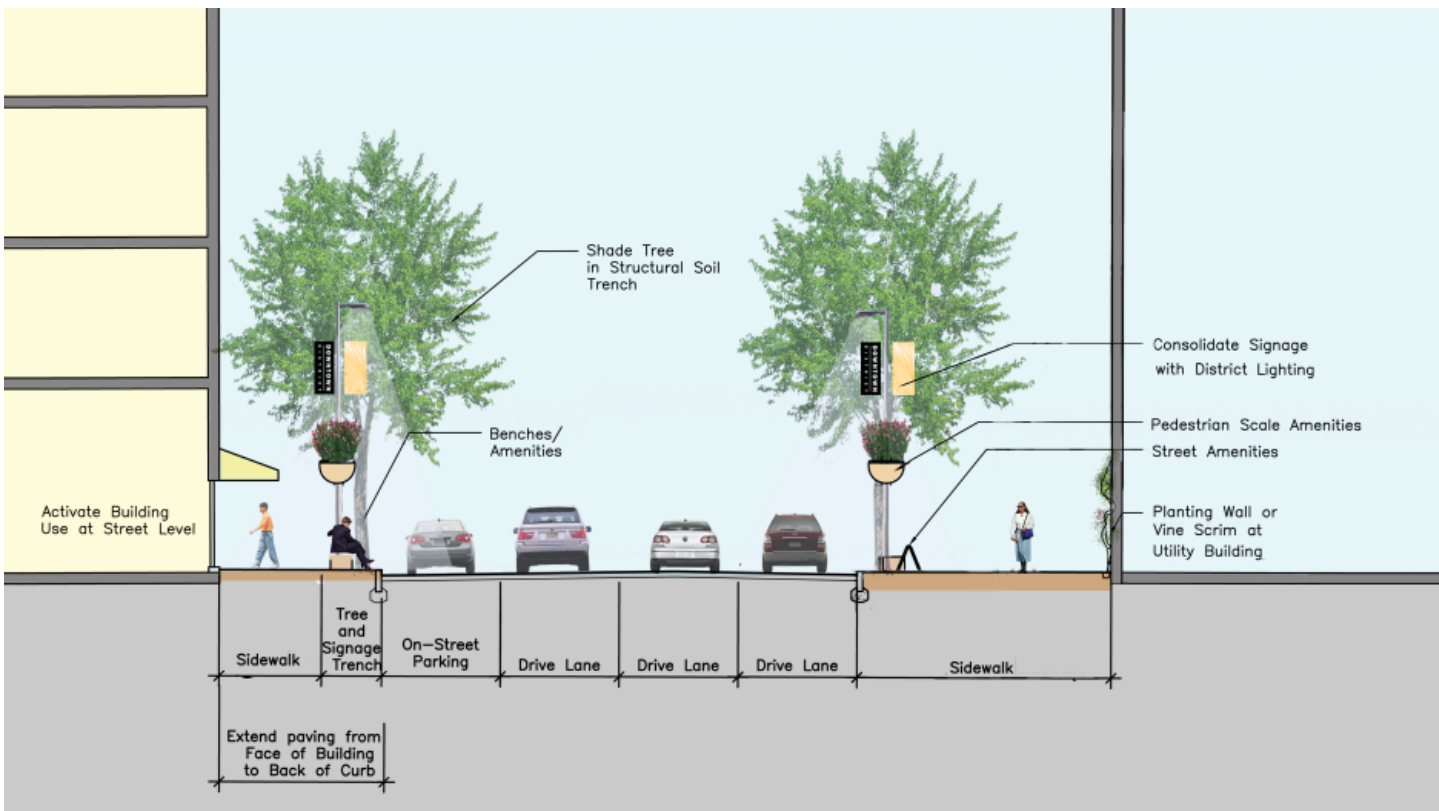 Shade Tree
in Structural Soil
Trench
DOWNTOWN
DOWNTOWN
Consolidate Signage
with District Lighting
Benches/
Amenities
Pedestrian Scale Amenities
Street Amenities
Activate Building
Use at Street Level
Planting Wall or
Vine Scrim at
Utility Building
Sidewalk
Tree
and
Signage
Trench
On-Street
Parking
Drive Lane
Drive Lane
Drive Lane
Sidewalk
Extend paving from
Face of Building
to Back of Curb